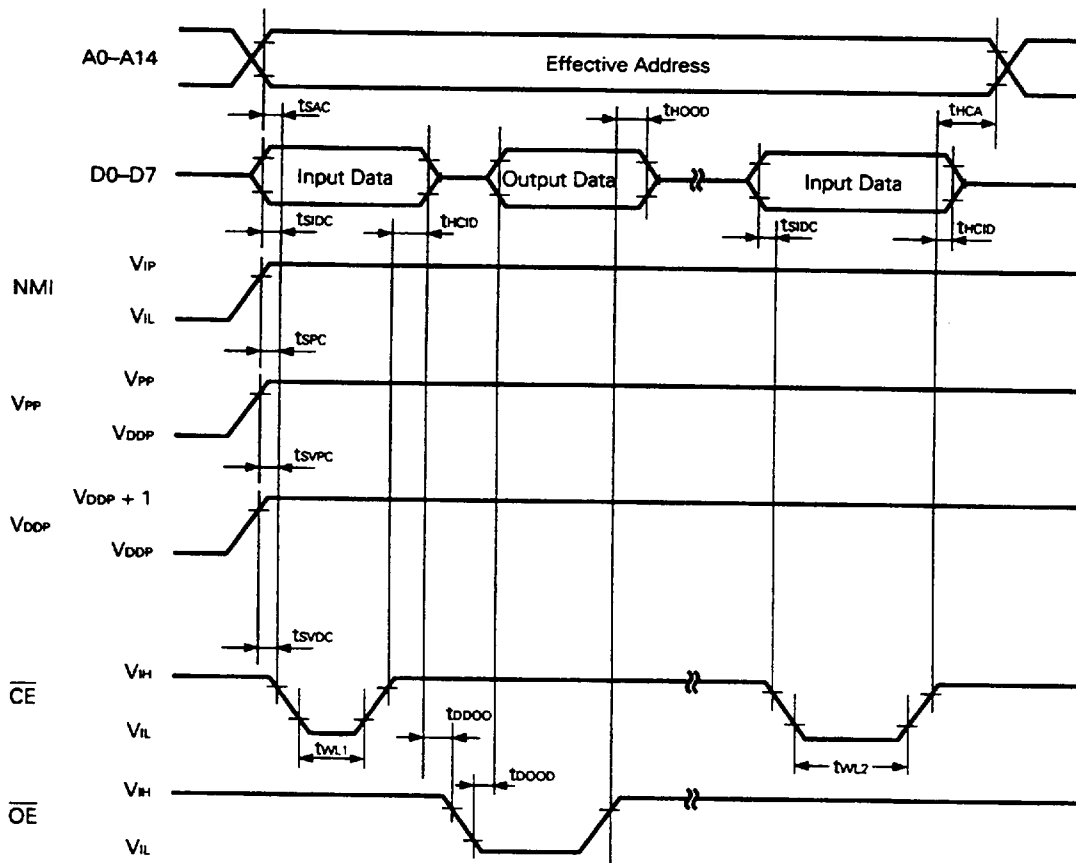 A0–A14
Effective Address
tSAC
tHOOD
tHCA
D0–D7
Input Data
Output Data
Input Data
tSIDC
tHCID
tSIDC
tHCID
NMI
VIP
VIL
tSPC
VPP
VPP
VDDP
tSVPC
VDDP + 1
VDDP
VDDP
tSVDC
CE
VIH
VIL
tWL1
tDDOO
tWL2
tDOOD
OE
VIH
VIL